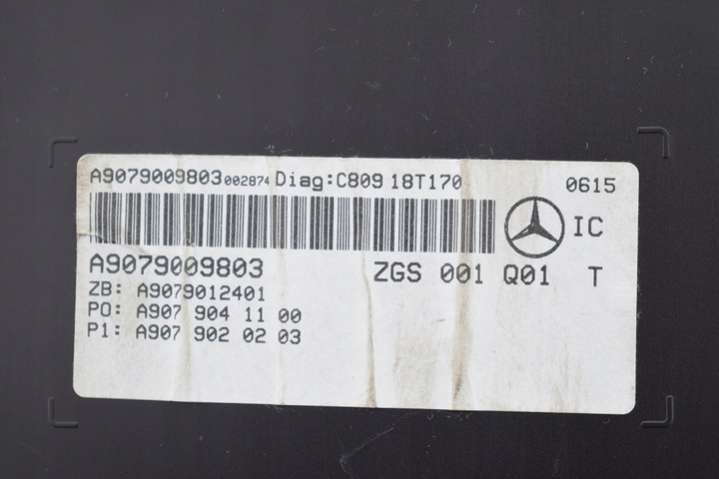 A9079009803 002874 Diag:C809 18T170 0615
IC
A9079009803 ZGS 001 Q01 T
ZB: A9079012401
P0: A907 904 11 00
P1: A907 902 02 03